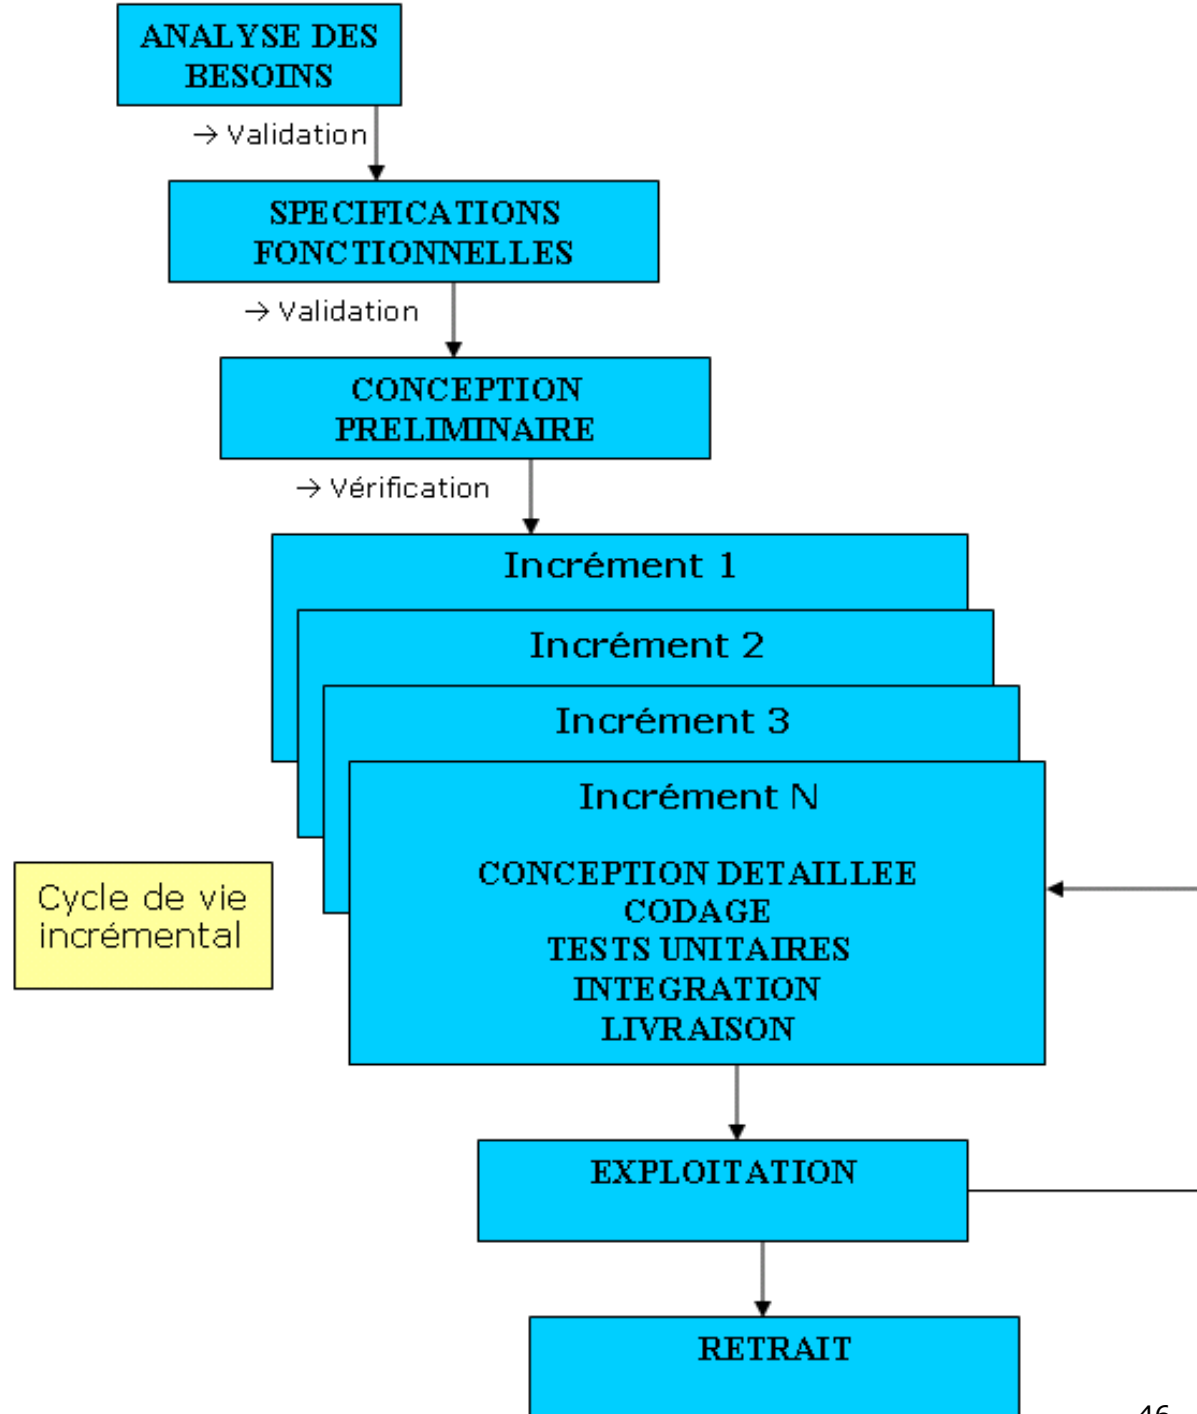 ANALYSE DES
BESOINS
→ Validation
SPECIFICATIONS
FONCTIONNELLES
→ Validation
CONCEPTION
PRELIMINAIRE
→ Vérification
Incrément 1
Incrément 2
Incrément 3
Incrément N
CONCEPTION DETAILLEE
CODAGE
TESTS UNITAIRES
INTEGRATION
LIVRAISON
Cycle de vie
incrémental
EXPLOITATION
RETRAIT
46